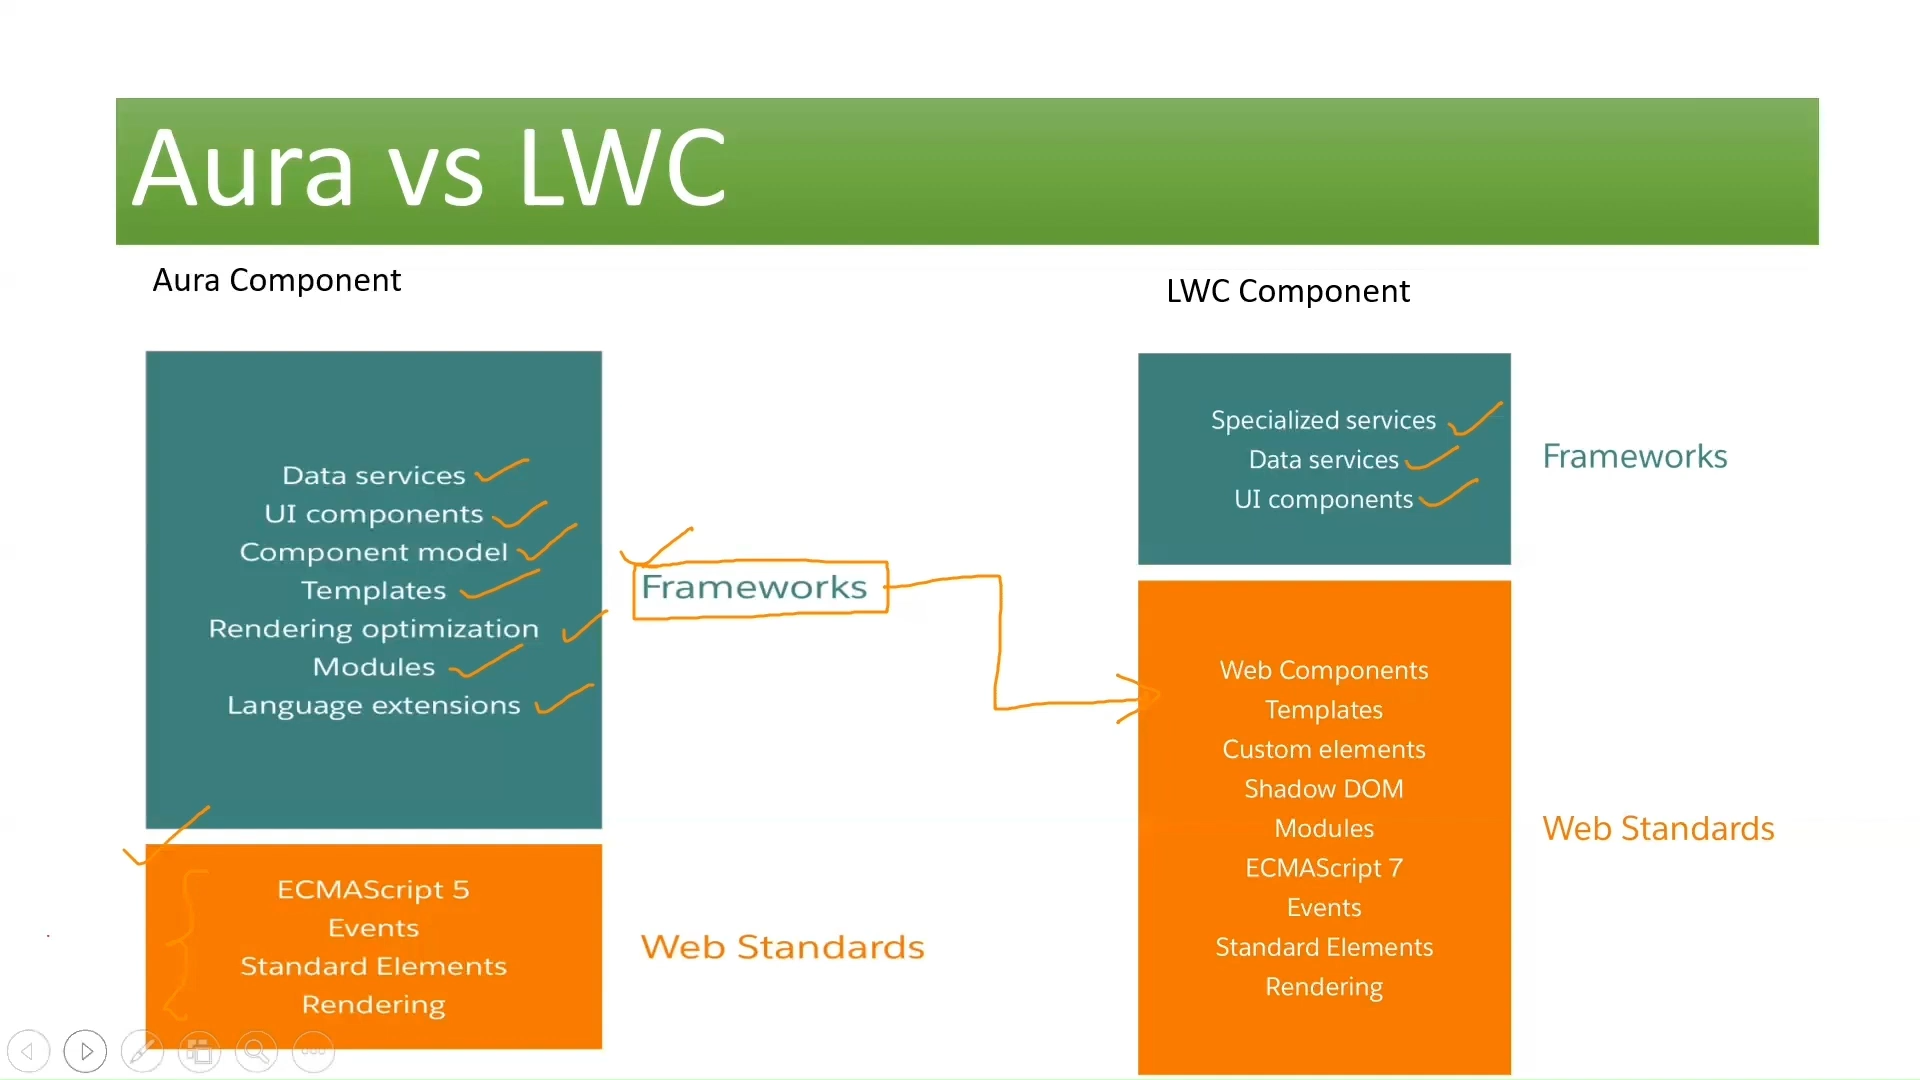 Aura vs LWC
Aura Component
Data services
UI components
Component model
Templates
Rendering optimization
Modules
Language extensions
Frameworks
ECMAScript 5
Events
Standard Elements
Rendering
Web Standards
LWC Component
Specialized services
Data services
UI components
Frameworks
Web Components
Templates
Custom elements
Shadow DOM
Modules
ECMAScript 7
Events
Standard Elements
Rendering
Web Standards